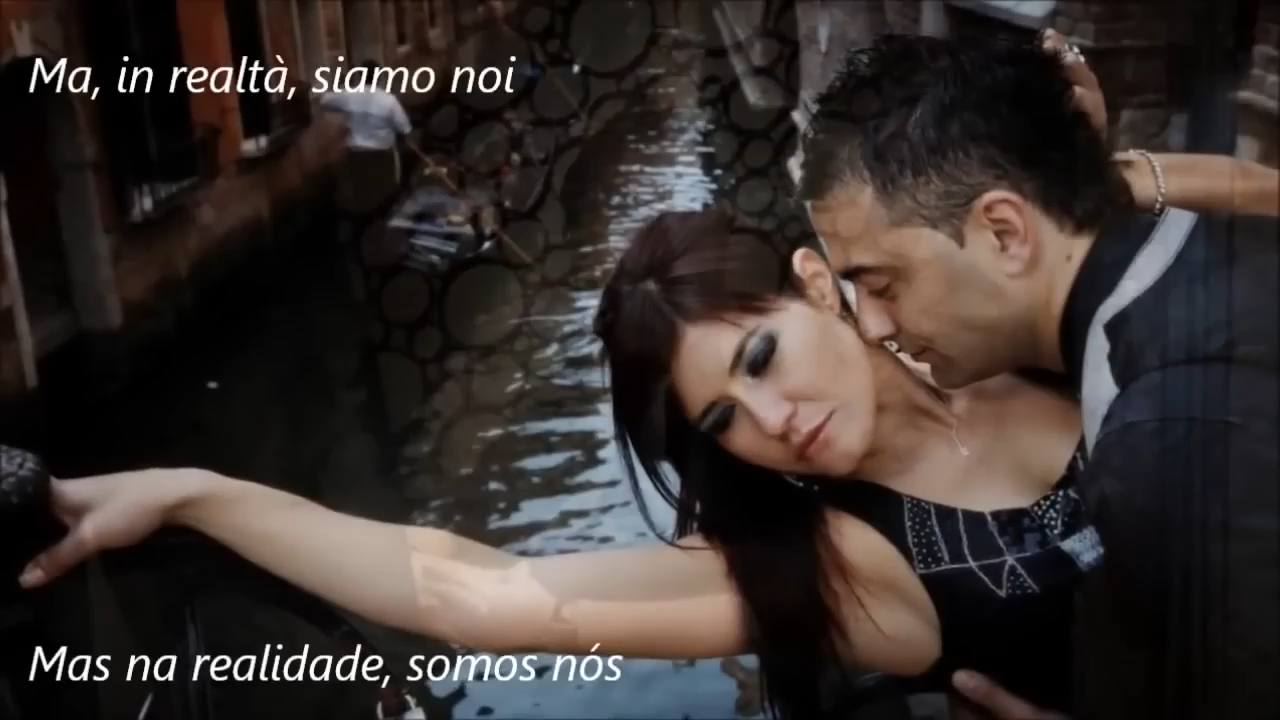 Ma, in realtà, siamo noi
Mas na realidade, somos nós